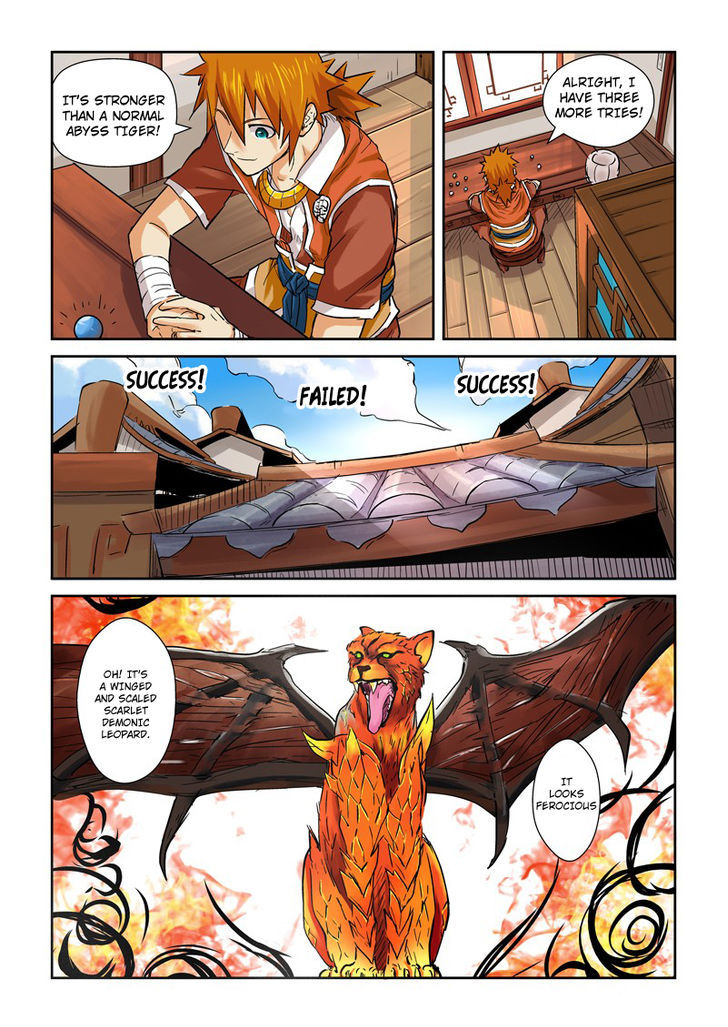 IT'S STRONGER
THAN A NORMAL
ABYSS TIGER!
ALRIGHT, I
HAVE THREE
MORE TRIES!
SUCCESS!
FAILED!
SUCCESS!
OH! IT'S
A WINGED
AND SCALED
SCARLET
DEMONIC
LEOPARD.
IT
LOOKS
FEROCIOUS